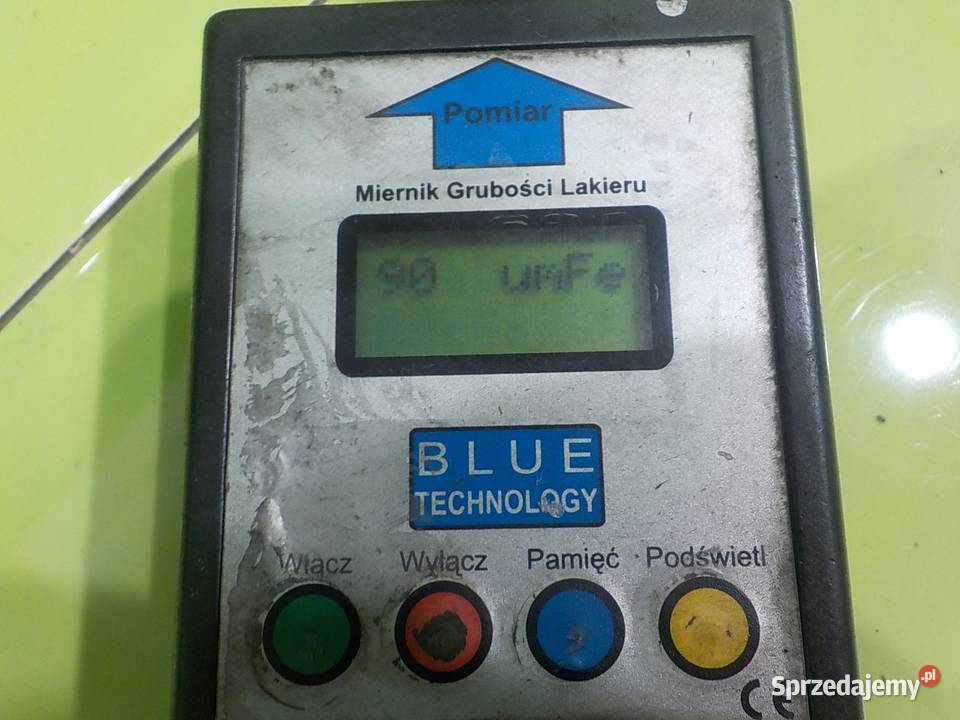 Pomiar
Miernik Grubości Lakieru
90 umFe
BLUE
TECHNOLOGY
Włącz Wyłącz Pamięć Podświetl
CE
Sprzedajemy.pl